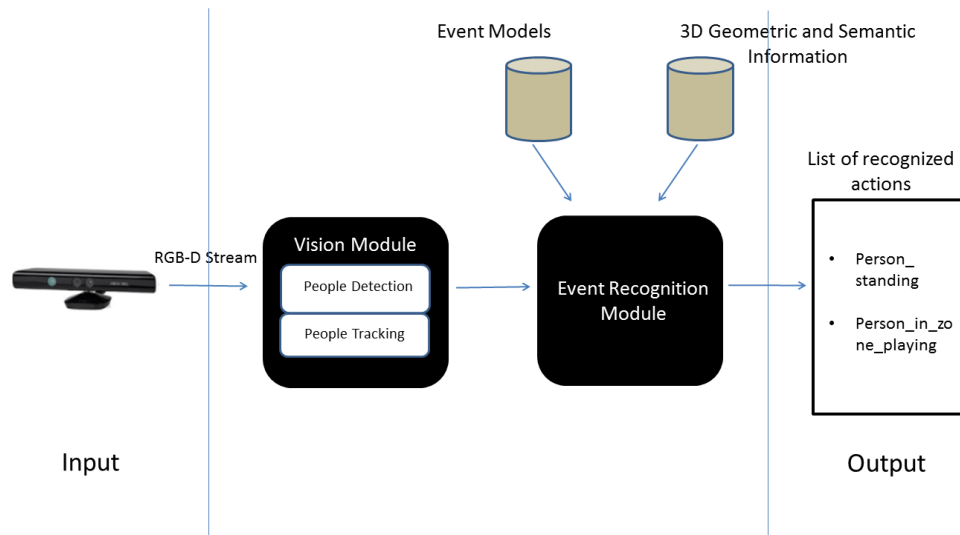 Event Models
3D Geometric and Semantic
Information
List of recognized
actions
RGB-D Stream
Vision Module
People Detection
People Tracking
Event Recognition
Module
• Person_
standing
• Person_in_zo
ne_playing
Input
Output